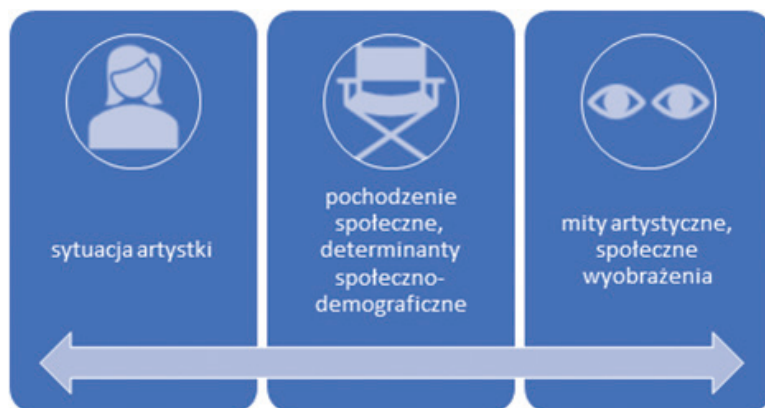 sytuacja artystki
pochodzenie
społeczne,
determinanty
społeczno-
demograficzne
mity artystyczne,
społeczne
wyobrażenia